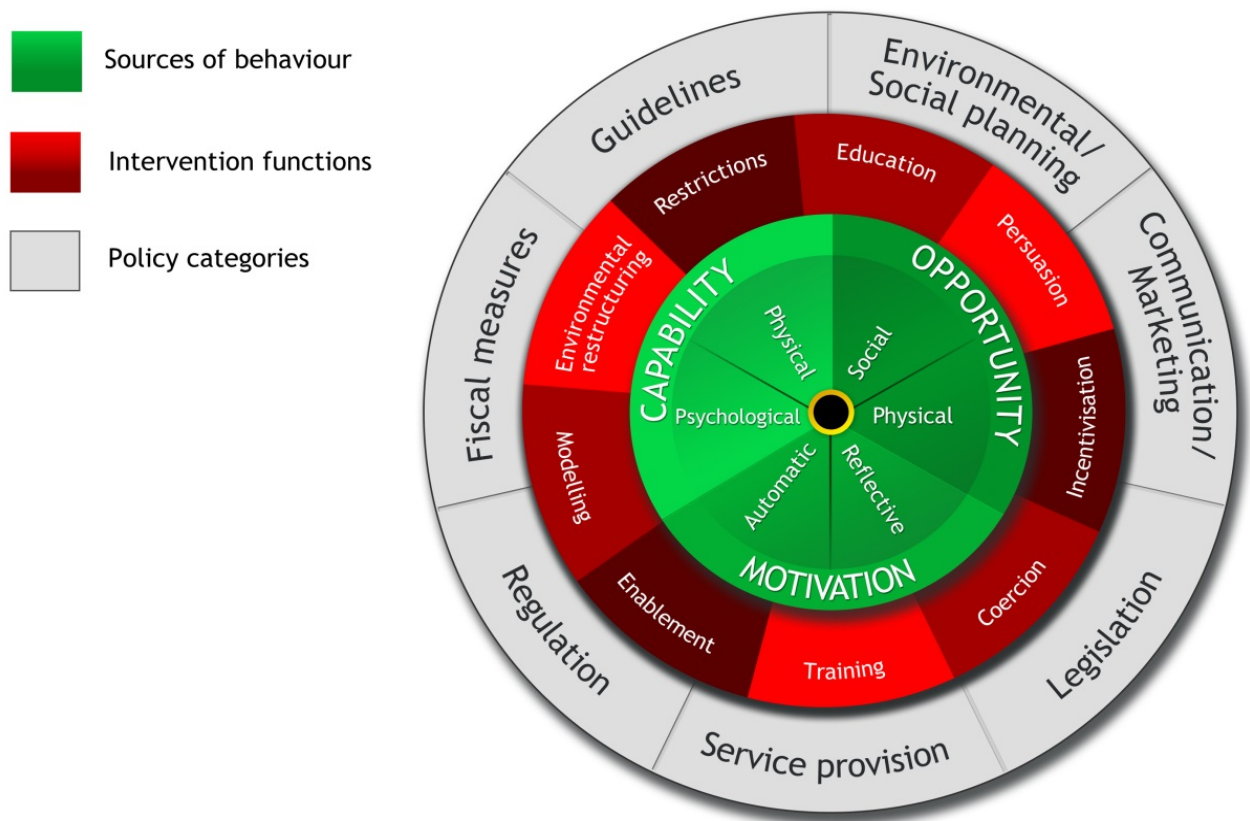 Sources of behaviour
Intervention functions
Policy categories
Guidelines
Environmental/
Social planning
Communication/
Marketing
Legislation
Service provision
Regulation
Fiscal measures
Restrictions
Education
Persuasion
Incentivisation
Coercion
Training
Enablement
Modelling
Environmental
restructuring
CAPABILITY
OPPORTUNITY
MOTIVATION
Physical
Social
Psychological
Physical
Automatic
Reflective